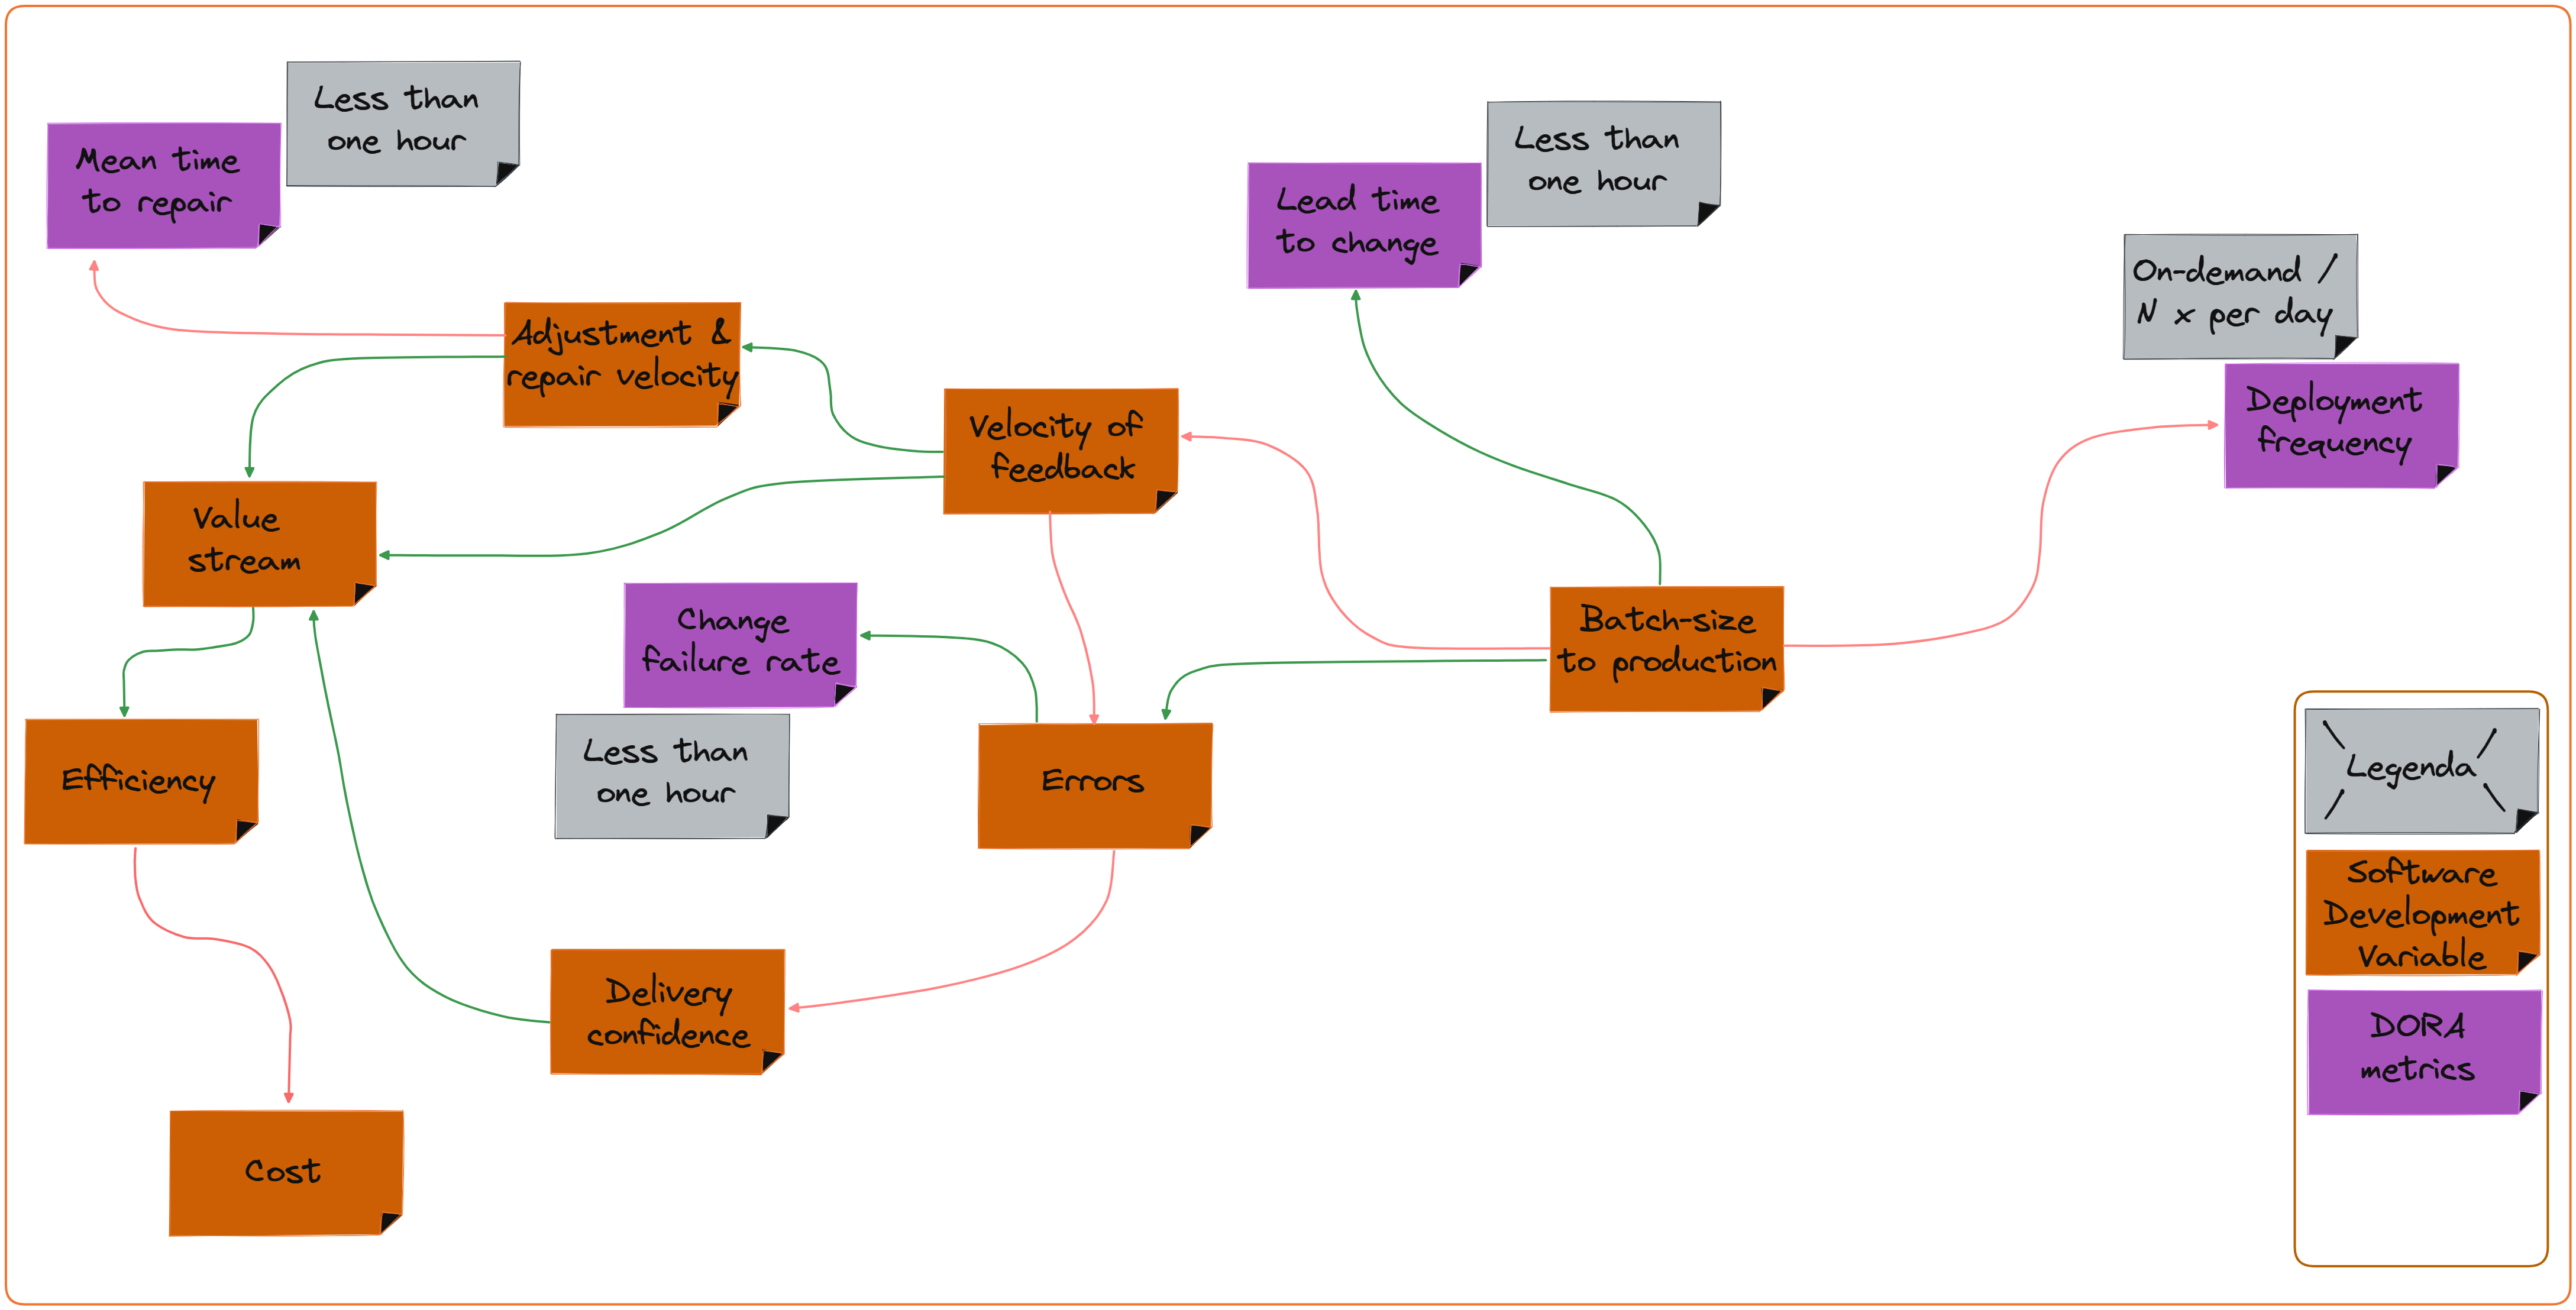 Less than
one hour
Mean time
to repair
Less than
one hour
Lead time
to change
On-demand /
N x per day
Deployment
frequency
Adjustment &
repair velocity
Velocity of
feedback
Value
stream
Change
failure rate
Less than
one hour
Batch-size
to production
Efficiency
Errors
Delivery
confidence
Cost
Legenda
Software
Development
Variable
DORA
metrics